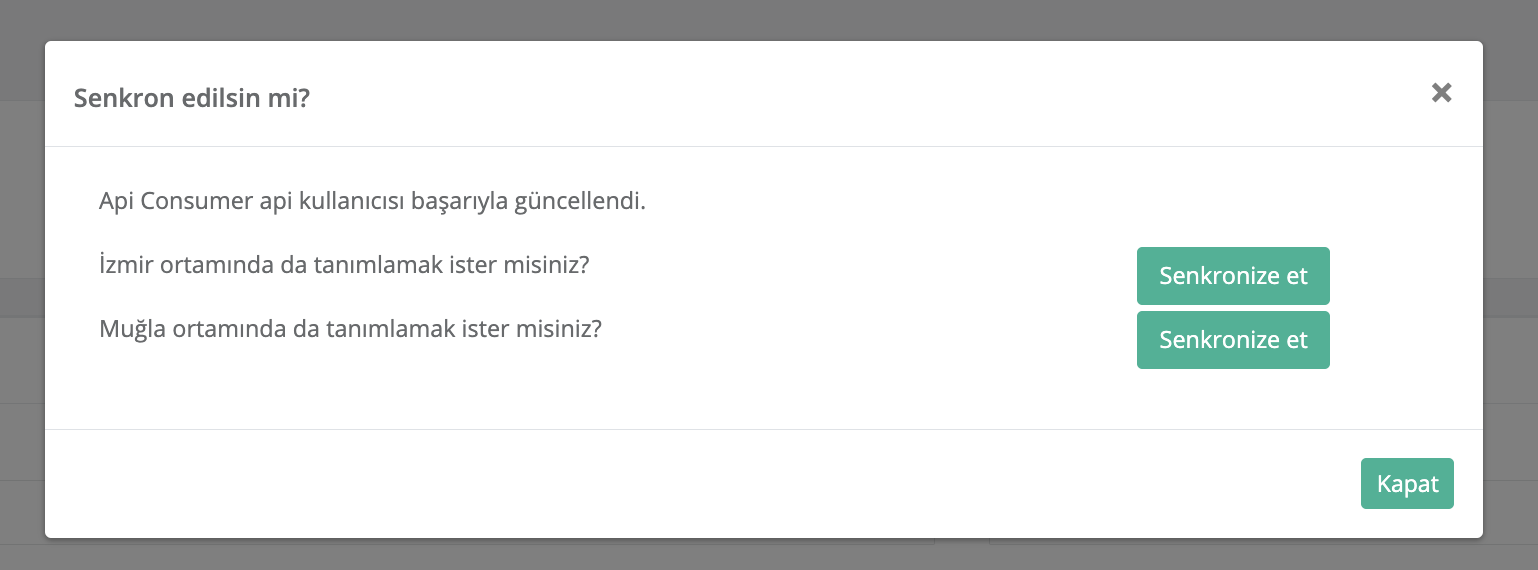 Senkron edilsin mi?
Api Consumer api kullanıcısı başarıyla güncellendi.
İzmir ortamında da tanımlamak ister misiniz?
Senkronize et
Muğla ortamında da tanımlamak ister misiniz?
Senkronize et
Kapat